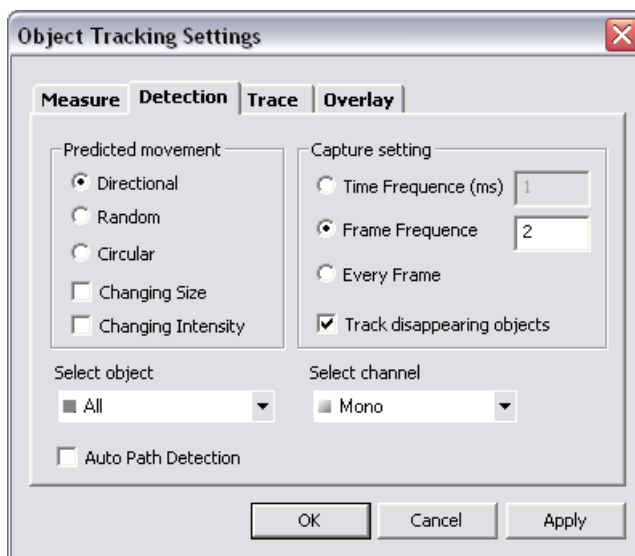 Object Tracking Settings
Measure Detection Trace Overlay
Predicted movement
Directional
Random
Circular
Changing Size
Changing Intensity
Capture setting
Time Frequence (ms) 1
Frame Frequence 2
Every Frame
Track disappearing objects
Select object
All
Select channel
Mono
Auto Path Detection
OK Cancel Apply